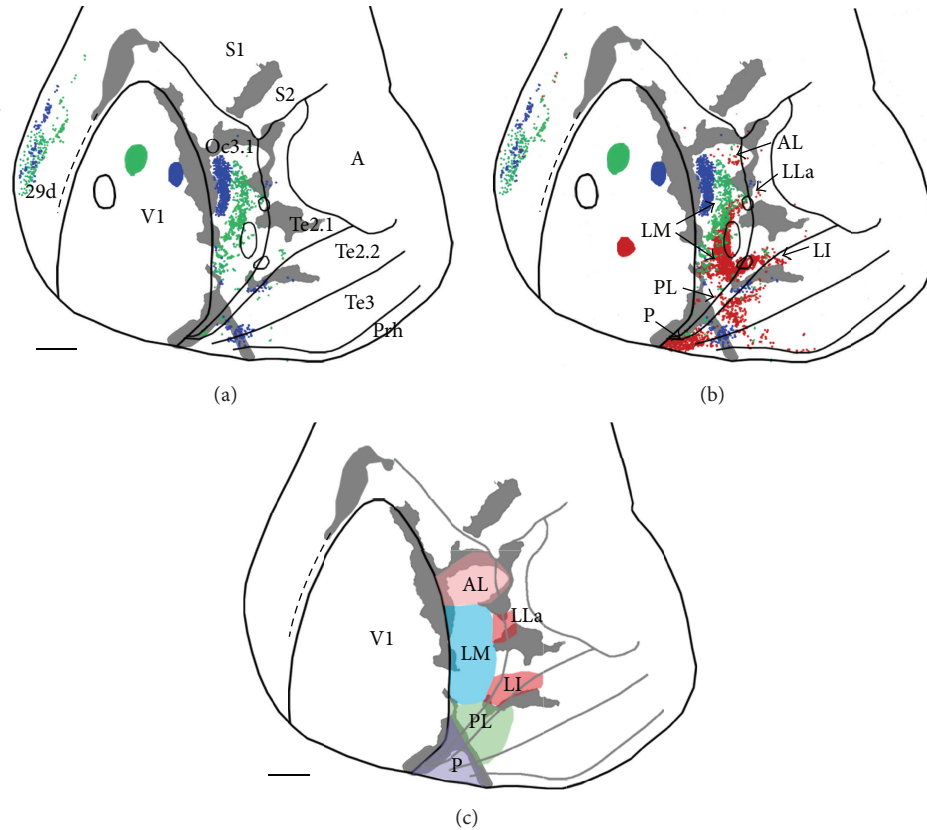 S1
S2
Oc3.1
A
29d
V1
Te2.1
Te2.2
Te3
Prh
(a)
AL
LLa
LM
LI
PL
P
(b)
AL
LLa
V1
LM
LI
PL
P
(c)